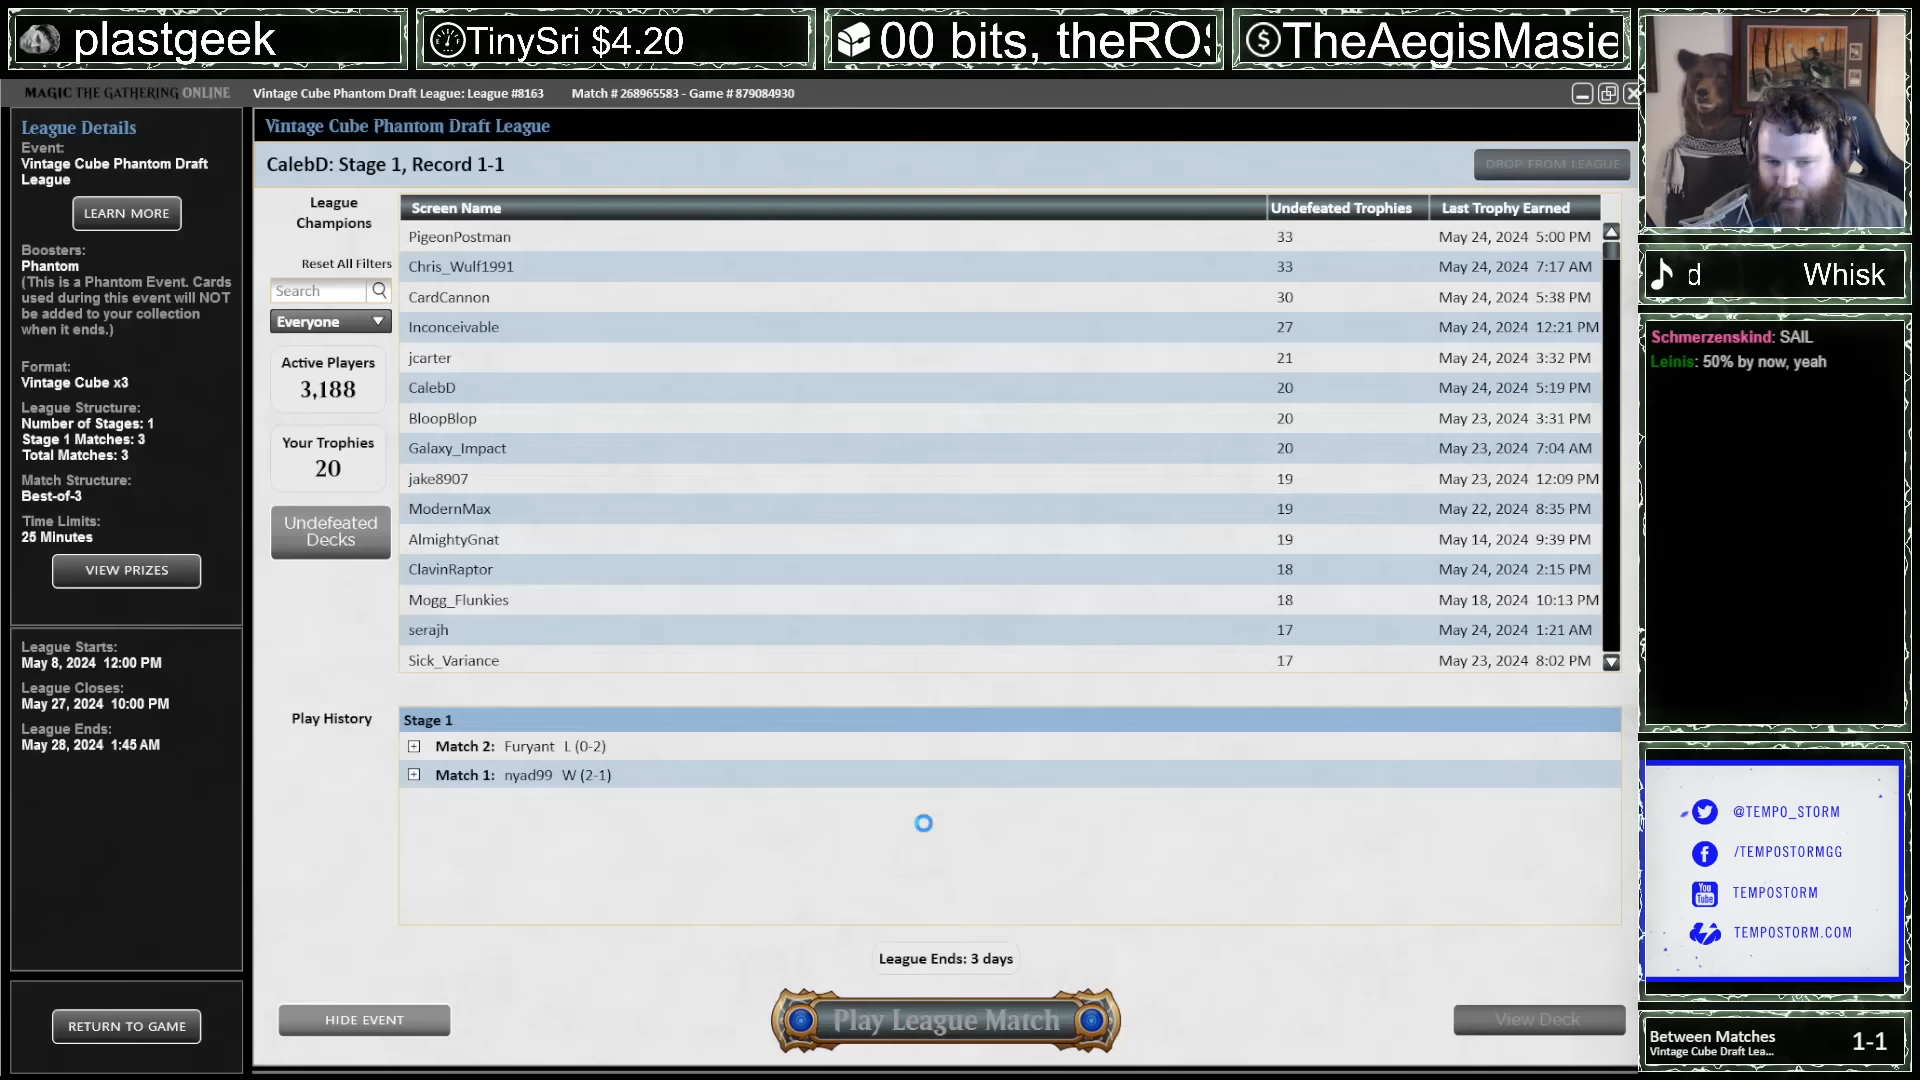 plastgeek
TinySri $4.20
00 bits, theRO
TheAegisMasie
MAGIC THE GATHERING ONLINE
Vintage Cube Phantom Draft League: League #8163 Match # 268965583 - Game # 879084930
League Details
Event:
Vintage Cube Phantom Draft
League
LEARN MORE
Boosters:
Phantom
(This is a Phantom Event. Cards
used during this event will NOT
be added to your collection
when it ends.)
Format:
Vintage Cube x3
League Structure:
Number of Stages: 1
Stage 1 Matches: 3
Total Matches: 3
Match Structure:
Best-of-3
Time Limits:
25 Minutes
VIEW PRIZES
League Starts:
May 8, 2024 12:00 PM
League Closes:
May 27, 2024 10:00 PM
League Ends:
May 28, 2024 1:45 AM
RETURN TO GAME
Vintage Cube Phantom Draft League
CalebD: Stage 1, Record 1-1
DROP FROM LEAGUE
League
Champions
Reset All Filters
Search
Everyone
Active Players
3,188
Your Trophies
20
Undefeated
Decks
Screen Name Undefeated Trophies Last Trophy Earned
PigeonPostman 33 May 24, 2024 5:00 PM
Chris_Wulf1991 33 May 24, 2024 7:17 AM
CardCannon 30 May 24, 2024 5:38 PM
Inconceivable 27 May 24, 2024 12:21 PM
jcarter 21 May 24, 2024 3:32 PM
CalebD 20 May 24, 2024 5:19 PM
BloopBlop 20 May 23, 2024 3:31 PM
Galaxy_Impact 20 May 23, 2024 7:04 AM
jake8907 19 May 23, 2024 12:09 PM
ModernMax 19 May 22, 2024 8:35 PM
AlmightyGnat 19 May 14, 2024 9:39 PM
ClavinRaptor 18 May 24, 2024 2:15 PM
Mogg_Flunkies 18 May 18, 2024 10:13 PM
serajh 17 May 24, 2024 1:21 AM
Sick_Variance 17 May 23, 2024 8:02 PM
Play History
Stage 1
Match 2: Furyant L (0-2)
Match 1: nyad99 W (2-1)
League Ends: 3 days
HIDE EVENT
Play League Match
View Deck
d Whisk
Schmerzenskind: SAIL
Leinis: 50% by now, yeah
@TEMPO_STORM
/TEMPOSTORMGG
You Tube TEMPOSTORM
TEMPOSTORM.COM
Between Matches
Vintage Cube Draft Lea...
1-1